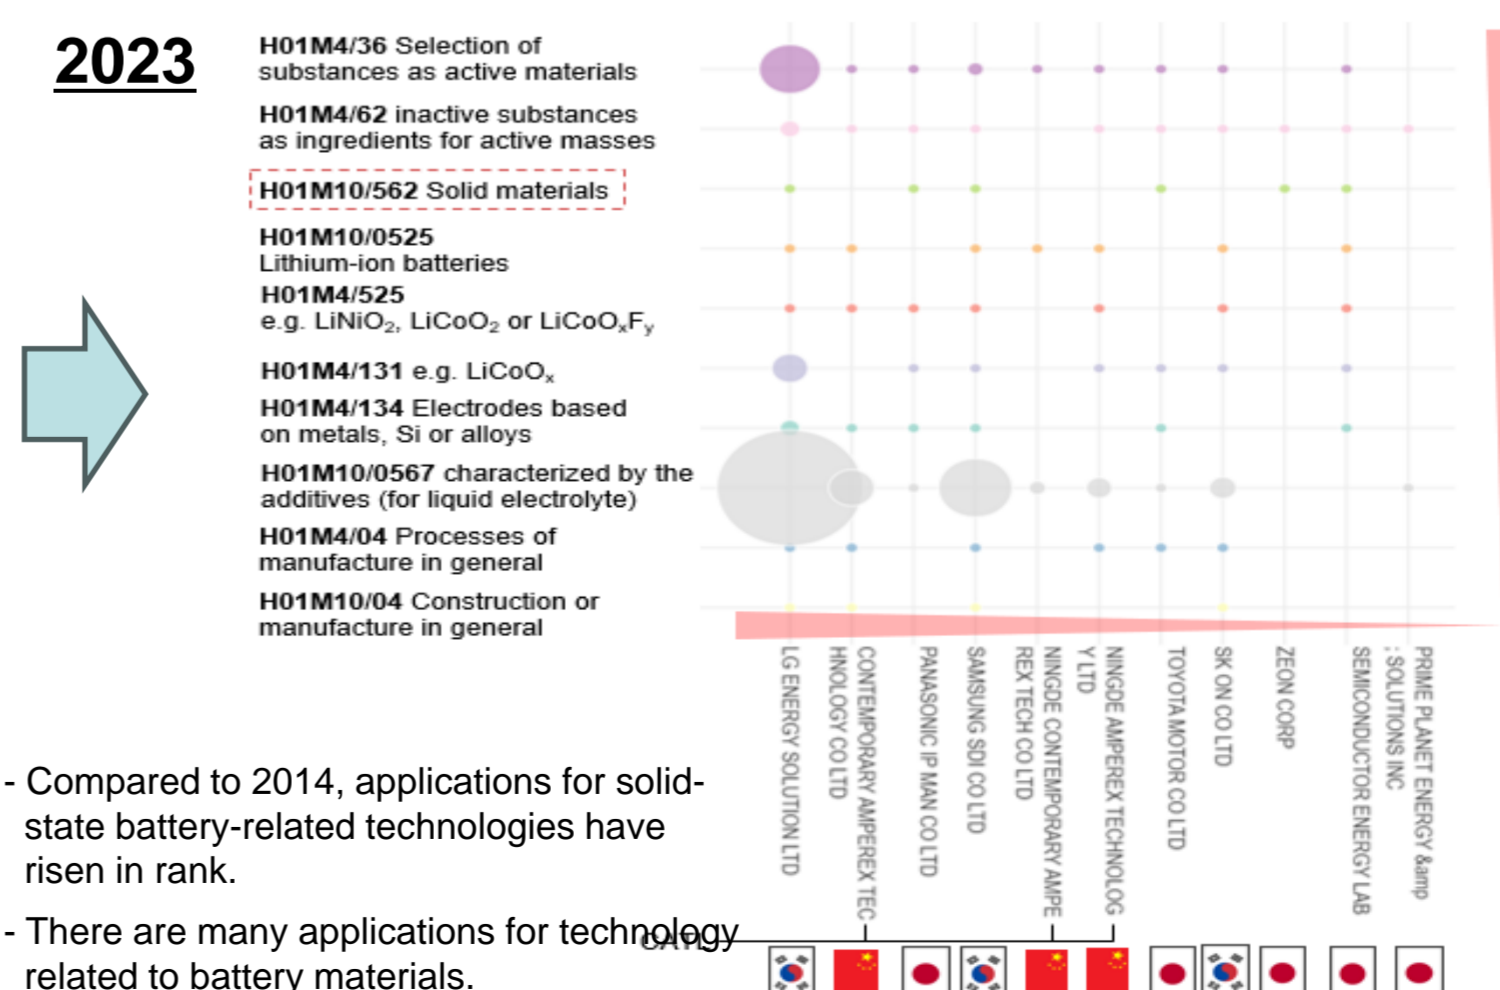 2023
H01M4/36 Selection of
substances as active materials
H01M4/62 inactive substances
as ingredients for active masses
H01M10/562 Solid materials
H01M10/0525
Lithium-ion batteries
H01M4/525
e.g. LiNiO₂, LiCoO₂ or LiCoOₓFᵧ
H01M4/131 e.g. LiCoOₓ
H01M4/134 Electrodes based
on metals, Si or alloys
H01M10/0567 characterized by the
additives (for liquid electrolyte)
H01M4/04 Processes of
manufacture in general
H01M10/04 Construction or
manufacture in general
LG ENERGY SOLUTION LTD
CONTEMPORARY AMPEREX TEC
HNOLOGY CO LTD
PANASONIC IP MAN CO LTD
SAMSUNG SDI CO LTD
NINGDE CONTEMPORARY AMPE
REX TECH CO LTD
NINGDE AMPEREX TECHNOLOG
Y LTD
TOYOTA MOTOR CO LTD
SK ON CO LTD
ZEON CORP
SEMICONDUCTOR ENERGY LAB
PRIME PLANET ENERGY &amp
; SOLUTIONS INC
- Compared to 2014, applications for solid-
state battery-related technologies have
risen in rank.
- There are many applications for technology
related to battery materials.
CATL